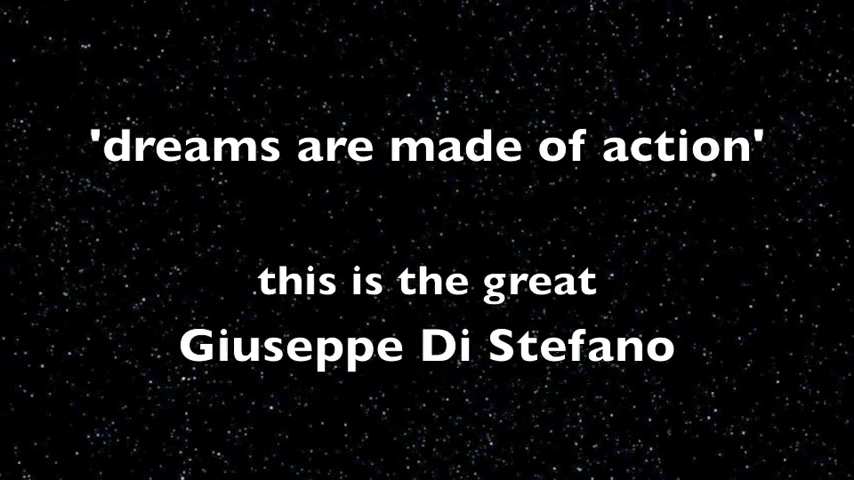 'dreams are made of action'
this is the great
Giuseppe Di Stefano